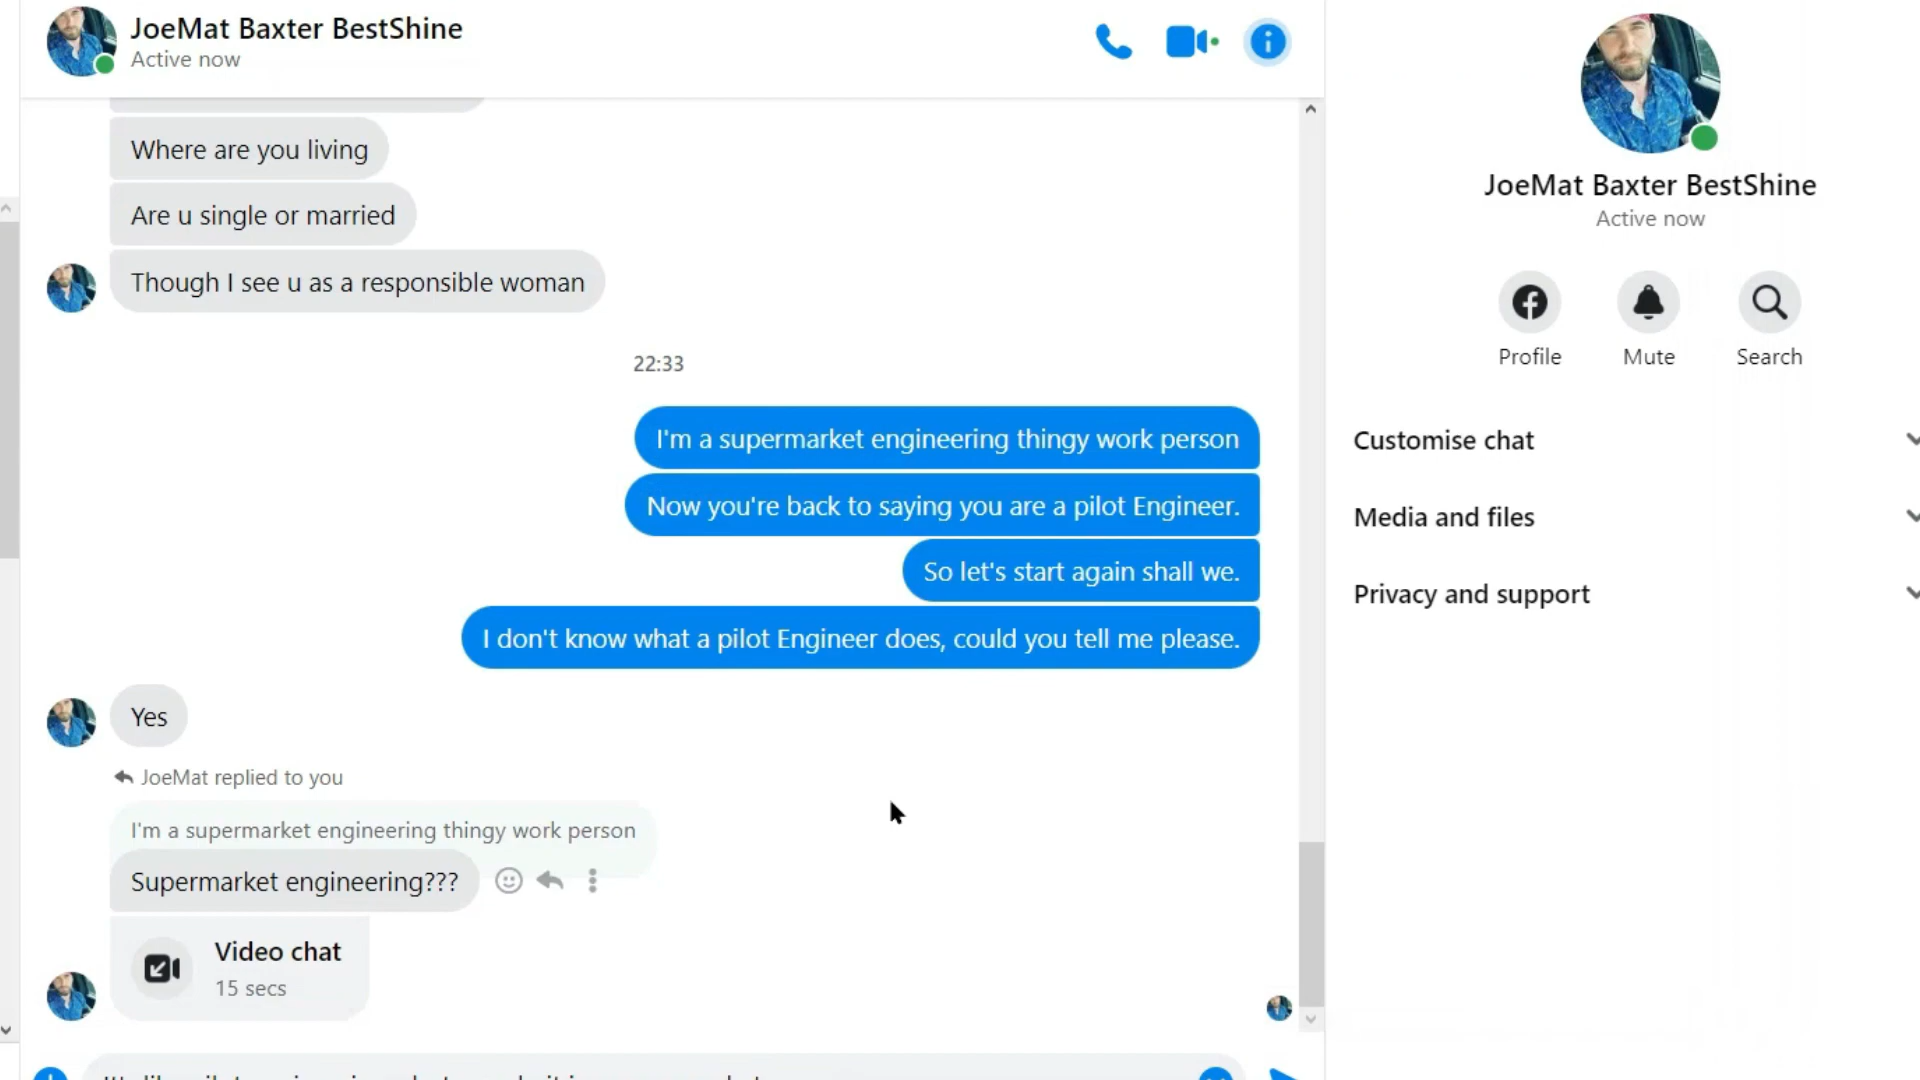 JoeMat Baxter BestShine
Active now
Where are you living
Are u single or married
Though I see u as a responsible woman
22:33
I'm a supermarket engineering thingy work person
Now you're back to saying you are a pilot Engineer.
So let's start again shall we.
I don't know what a pilot Engineer does, could you tell me please.
Yes
JoeMat replied to you
I'm a supermarket engineering thingy work person
Supermarket engineering???
Video chat
15 secs
JoeMat Baxter BestShine
Active now
Profile
Mute
Search
Customise chat
Media and files
Privacy and support